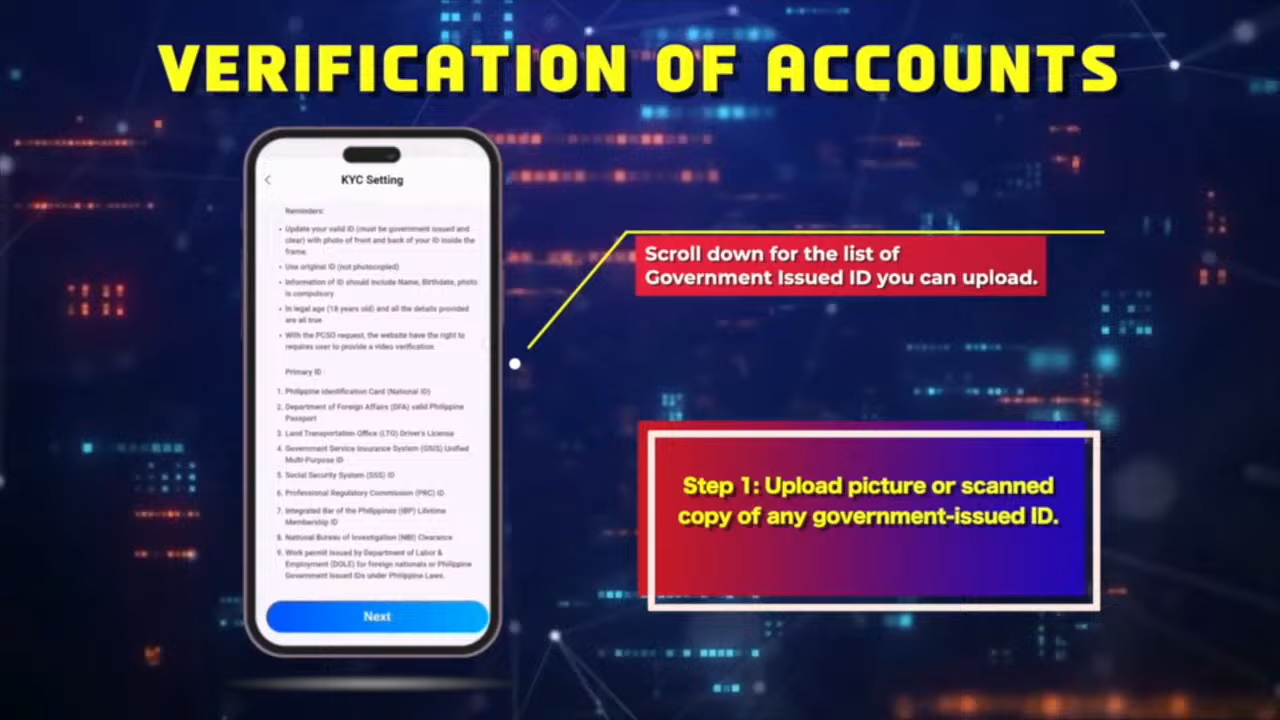 VERIFICATION OF ACCOUNTS
KYC Setting
Reminders:
• Update your valid ID (must be government issued and
clear) with photo of front and back of your ID inside the
frame.
• Use original ID (not photocopied)
• Information of ID should include Name, Birthdate, photo
is compulsory
• In legal age (18 years old) and all the details provided
are all true
• With the PCSO request, the website have the right to
requires user to provide a video verification
Primary ID :
1. Philippine Identification Card (National ID)
2. Department of Foreign Affairs (DFA) valid Philippine
Passport
3. Land Transportation Office (LTO) Driver's License
4. Government Service Insurance System (GSIS) Unified
Multi-Purpose ID
5. Social Security System (SSS) ID
6. Professional Regulatory Commission (PRC) ID
7. Integrated Bar of the Philippines (IBP) Lifetime
Membership ID
8. National Bureau of Investigation (NBI) Clearance
9. Work permit issued by Department of Labor &
Employment (DOLE) for foreign nationals or Philippine
Government issued IDs under Philippine Laws.
Next
Scroll down for the list of
Government Issued ID you can upload.
Step 1: Upload picture or scanned
copy of any government-issued ID.